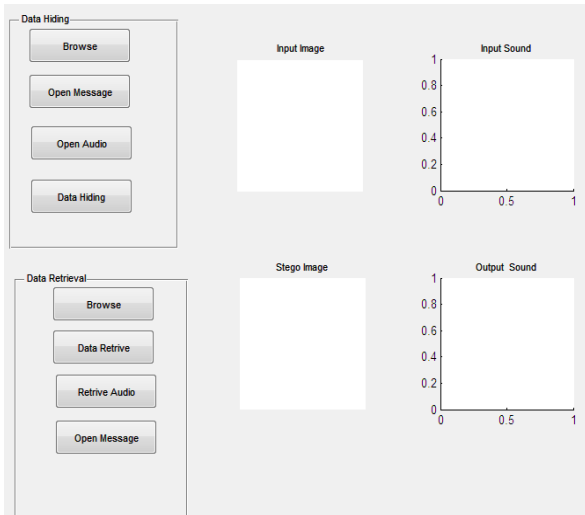 Data Hiding
Browse
Open Message
Open Audio
Data Hiding
Input Image
Input Sound
1
0.8
0.6
0.4
0.2
0
0 0.5 1
Data Retrieval
Browse
Data Retrive
Retrive Audio
Open Message
Stego Image
Output Sound
1
0.8
0.6
0.4
0.2
0
0 0.5 1